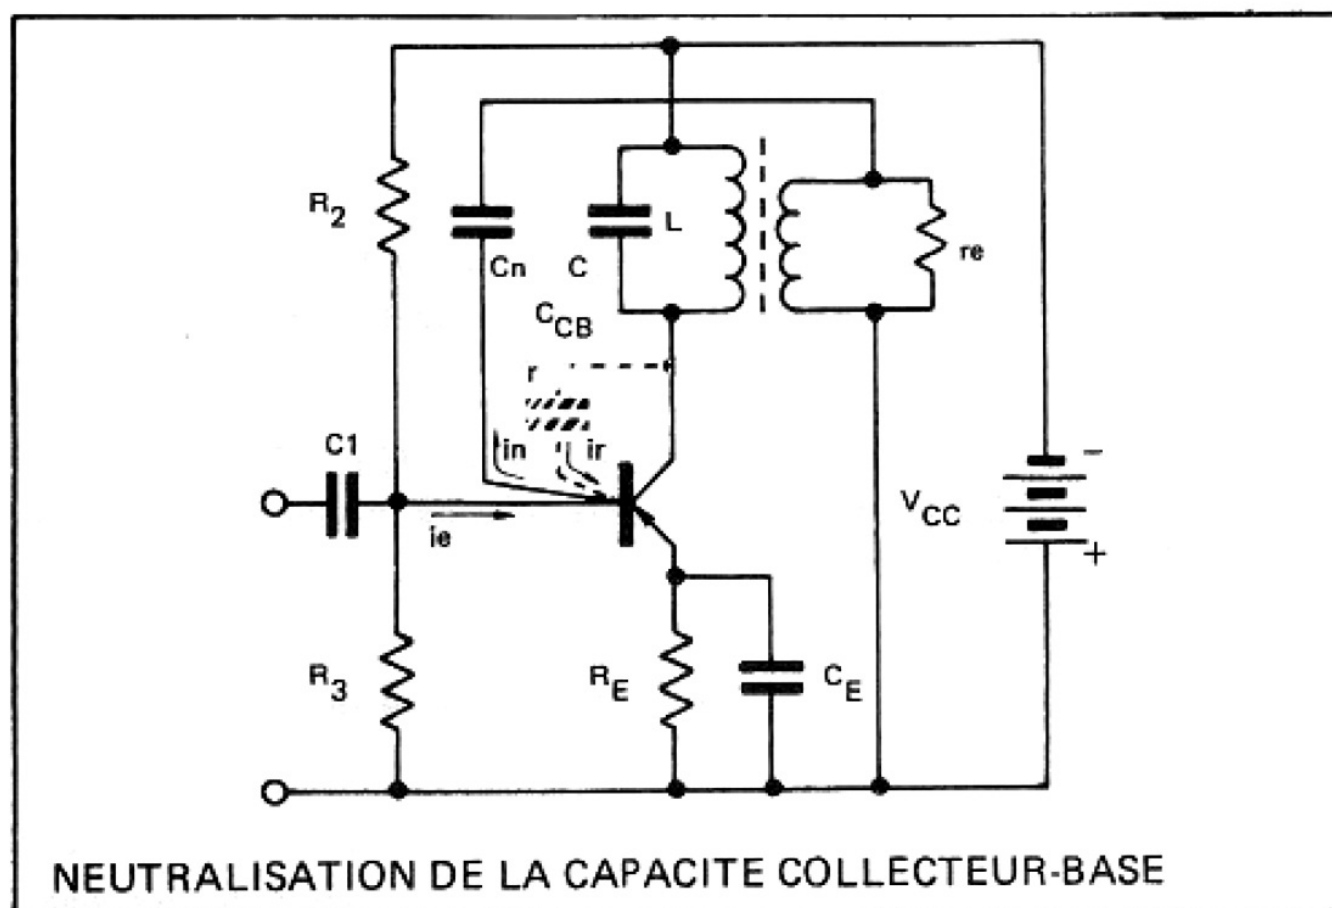 R2
L
Cn
C
re
CCB
r
C1
in
ir
ie
VCC
-
+
R3
RE
CE
NEUTRALISATION DE LA CAPACITE COLLECTEUR-BASE